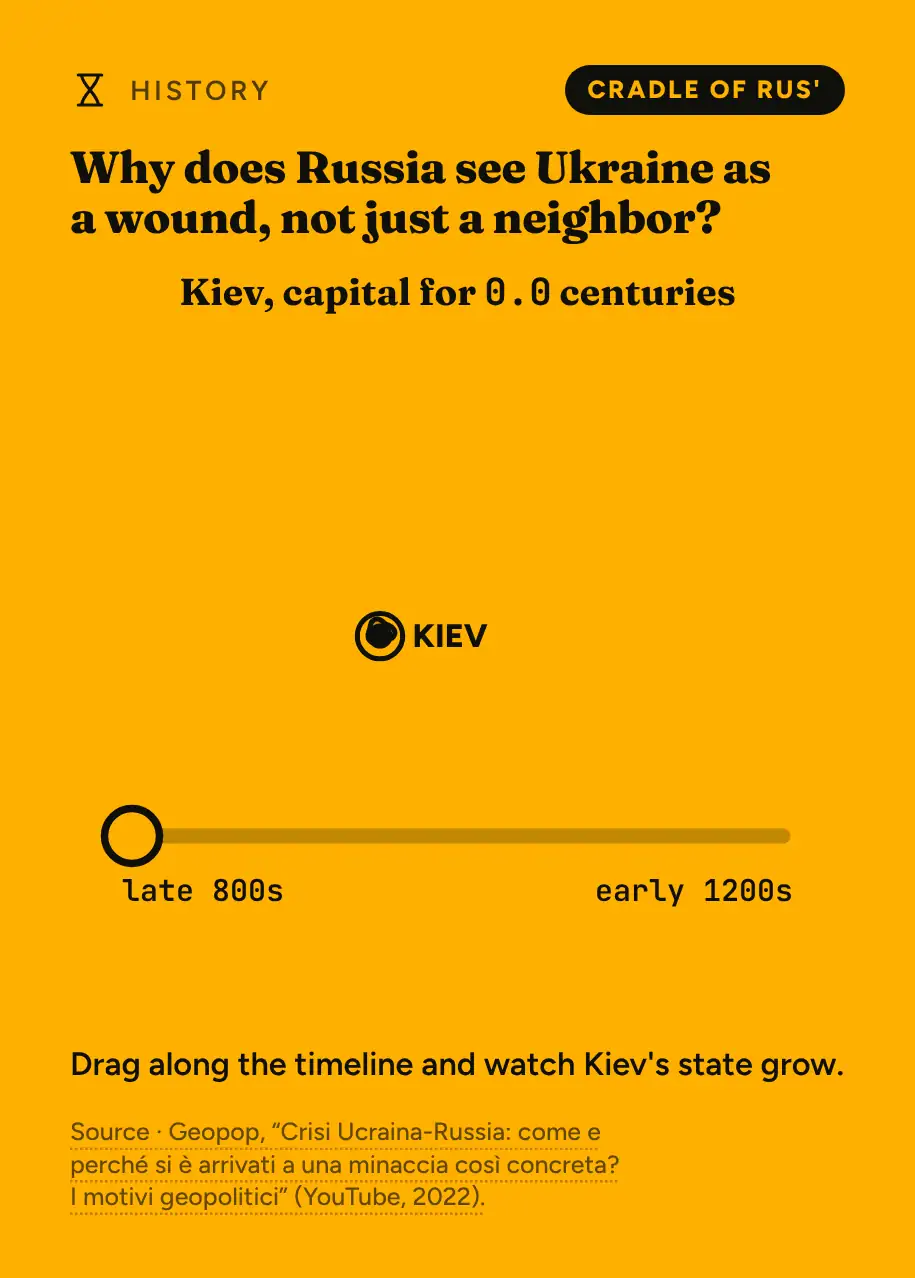 HISTORY
CRADLE OF RUS'
Why does Russia see Ukraine as
a wound, not just a neighbor?
Kiev, capital for 0.0 centuries
KIEV
late 800s
early 1200s
Drag along the timeline and watch Kiev's state grow.
Source · Geopop, “Crisi Ucraina-Russia: come e
perché si è arrivati a una minaccia così concreta?
I motivi geopolitici” (YouTube, 2022).